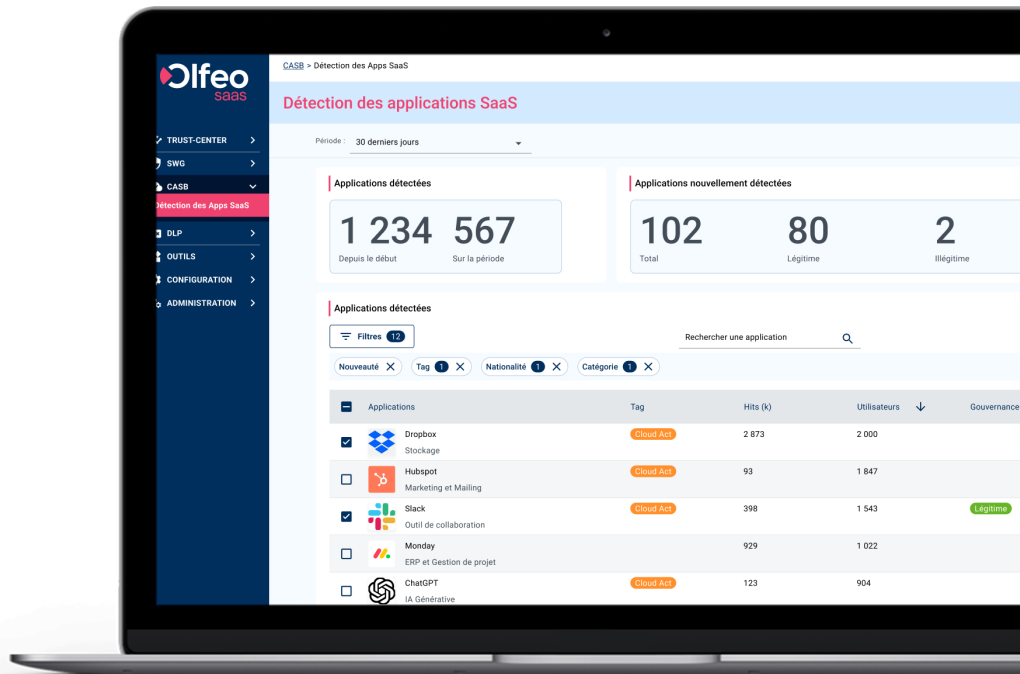 Olfeo
saas
TRUST-CENTER
SWG
CASB
Détection des Apps SaaS
DLP
OUTILS
CONFIGURATION
ADMINISTRATION
CASB > Détection des Apps SaaS
Détection des applications SaaS
Période : 30 derniers jours
Applications détectées
1 234 567
Depuis le début Sur la période
Applications nouvellement détectées
102 80 2
Total Légitime Illégitime
Applications détectées
Filtres 12
Rechercher une application
Nouveauté Tag 1 Nationalité 1 Catégorie 1
Applications Tag Hits (k) Utilisateurs Gouvernance
Dropbox Cloud Act 2 873 2 000
Stockage
Hubspot Cloud Act 93 1 847
Marketing et Mailing
Slack Cloud Act 398 1 543 Légitime
Outil de collaboration
Monday 929 1 022
ERP et Gestion de projet
ChatGPT Cloud Act 123 904
IA Générative